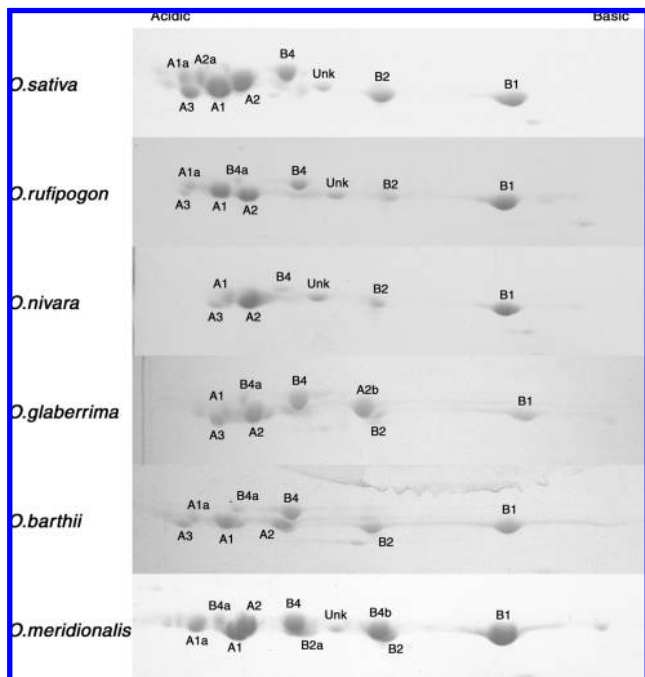 Acidic Basic
A1a A2a B4 Unk B2 B1
O.sativa
A3 A1 A2
A1a B4a B4 Unk B2 B1
O.rufipogon
A3 A1 A2
A1 B4 Unk B2 B1
O.nivara
A3 A2
A1 B4a B4 A2b B1
O.glaberrima
A3 A2 B2
A1a B4a B4 B1
O.barthii
A3 A1 A2 B2
B4a A2 B4 Unk B4b B1
O.meridionalis
A1a A1 B2a B2